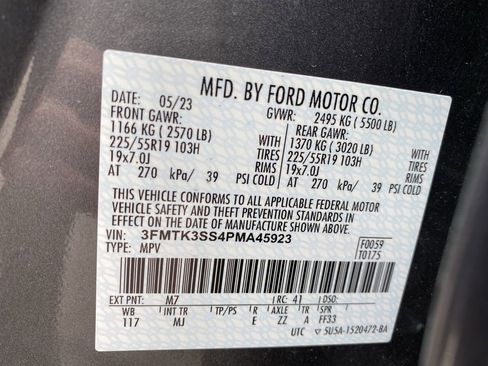 MFD. BY FORD MOTOR CO.
DATE: 05/23 GVWR: 2495 KG (5500 LB)
FRONT GAWR: REAR GAWR:
1166 KG (2570 LB) WITH 1370 KG (3020 LB) WITH
225/55R19 103H TIRES 225/55R19 103H TIRES
19x7.0J RIMS 19x7.0J RIMS
AT 270 kPa/ 39 PSI COLD AT 270 kPa/ 39 PSI COLD
THIS VEHICLE CONFORMS TO ALL APPLICABLE FEDERAL MOTOR
VEHICLE SAFETY AND THEFT PREVENTION STANDARDS IN
EFFECT ON THE DATE OF MANUFACTURE SHOWN ABOVE.
VIN: 3FMTK3SS4PMA45923 F0059
TYPE: MPV T0175
EXT PNT: M7 RC: 41 DSO:
WB INT TR TP/PS R AXLE TR SPR
117 MJ E ZZ A FF33
UTC 5U5A-1520472-BA